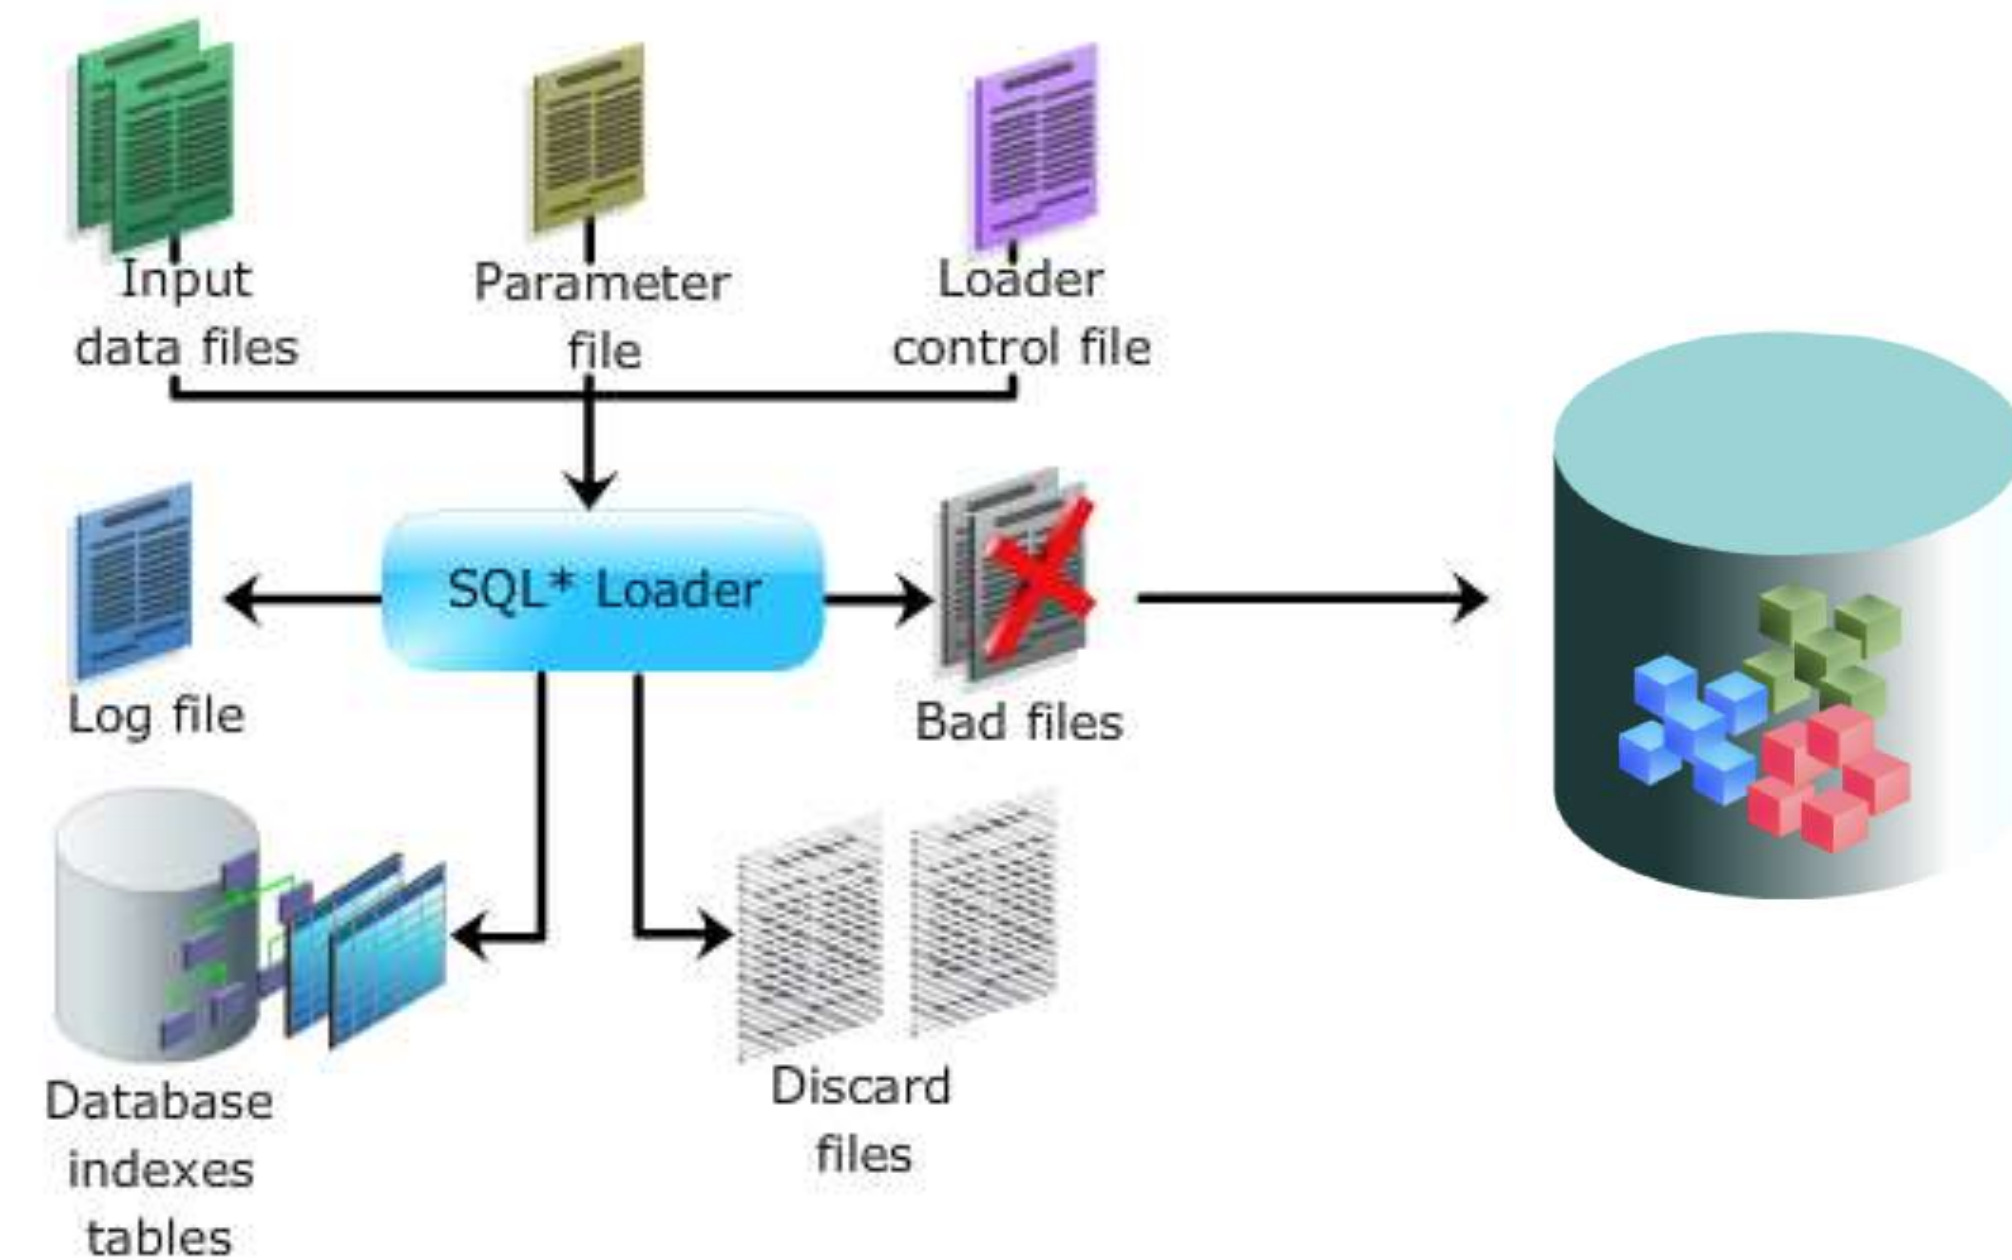 Input
data files
Parameter
file
Loader
control file
SQL* Loader
Log file
Bad files
Database
indexes
tables
Discard
files